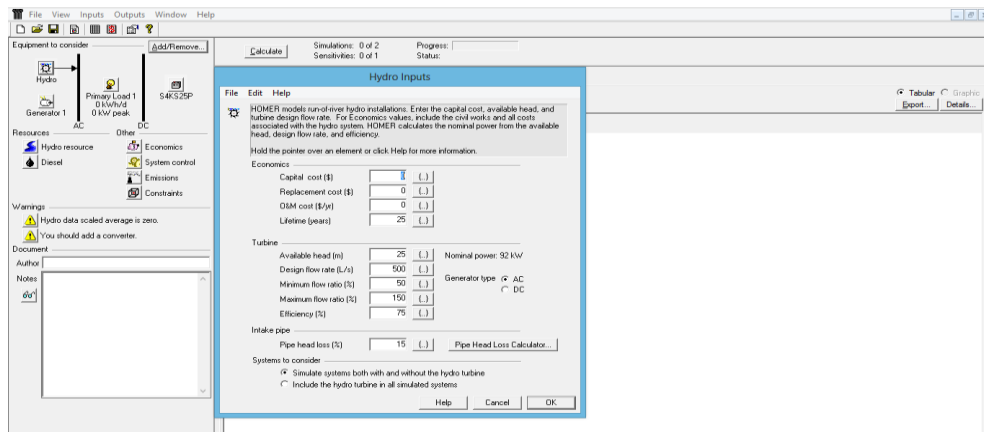 File View Inputs Outputs Window Help
Equipment to consider
Add/Remove...
Hydro
Primary Load 1
0 kWh/d
0 kW peak
S4KS25P
Generator 1
AC
DC
Resources
Other
Hydro resource
Economics
Diesel
System control
Emissions
Constraints
Warnings
Hydro data scaled average is zero.
You should add a converter.
Document
Author
Notes
Calculate
Simulations: 0 of 2
Progress:
Sensitivities: 0 of 1
Status:
Tabular
Graphic
Export...
Details...
Hydro Inputs
File Edit Help
HOMER models run-of-river hydro installations. Enter the capital cost, available head, and
turbine design flow rate. For Economics values, include the civil works and all costs
associated with the hydro system. HOMER calculates the nominal power from the available
head, design flow rate, and efficiency.
Hold the pointer over an element or click Help for more information.
Economics
Capital cost ($) 0 {..}
Replacement cost ($) 0 {..}
O&M cost ($/yr) 0 {..}
Lifetime (years) 25 {..}
Turbine
Available head (m) 25 {..} Nominal power: 92 kW
Design flow rate (L/s) 500 {..}
Generator type AC
DC
Minimum flow ratio (%) 50 {..}
Maximum flow ratio (%) 150 {..}
Efficiency (%) 75 {..}
Intake pipe
Pipe head loss (%) 15 {..} Pipe Head Loss Calculator...
Systems to consider
Simulate systems both with and without the hydro turbine
Include the hydro turbine in all simulated systems
Help Cancel OK